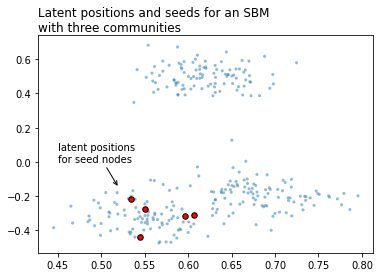 Latent positions and seeds for an SBM
with three communities
0.6
0.4
0.2
0.0
−0.2
−0.4
latent positions
for seed nodes
0.45 0.50 0.55 0.60 0.65 0.70 0.75 0.80